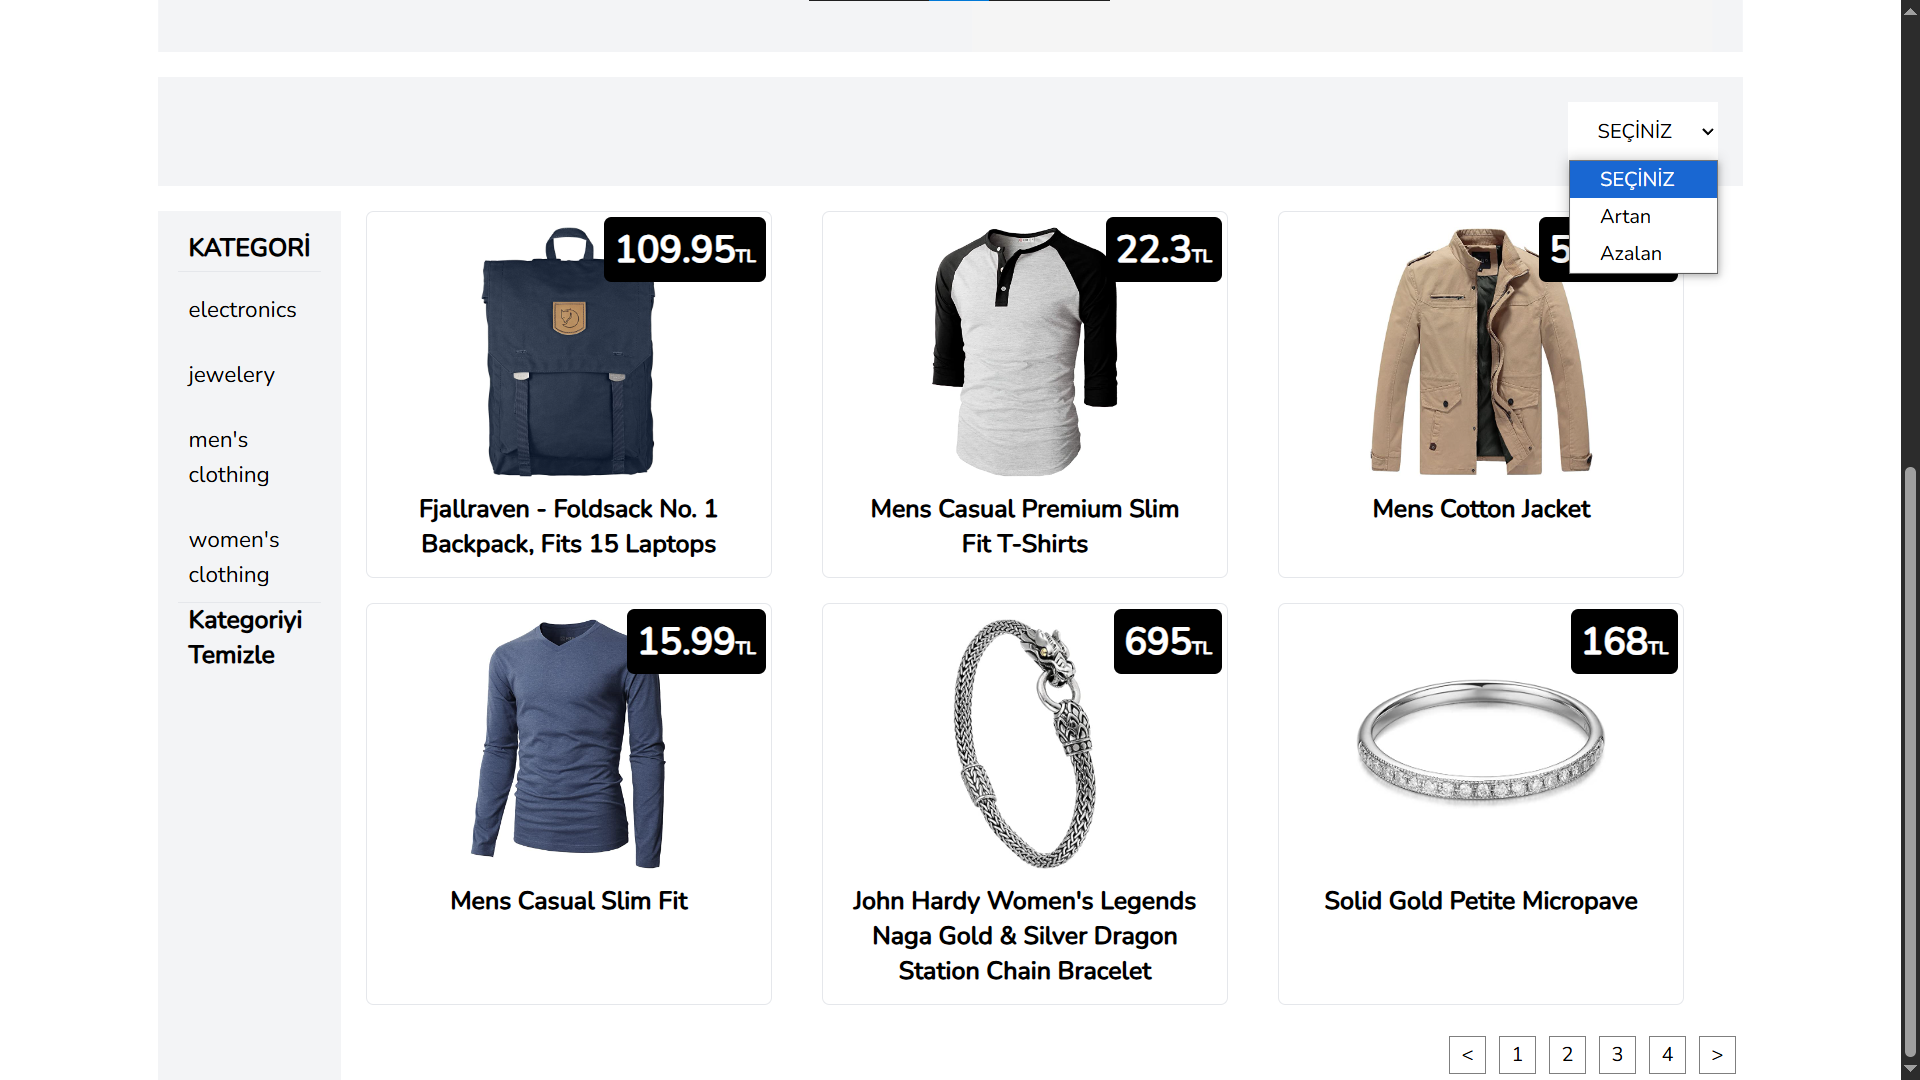 SEÇİNİZ
SEÇİNİZ
Artan
Azalan
KATEGORİ
electronics
jewelery
men's
clothing
women's
clothing
Kategoriyi
Temizle
109.95TL
Fjallraven - Foldsack No. 1
Backpack, Fits 15 Laptops
22.3TL
Mens Casual Premium Slim
Fit T-Shirts
5
Mens Cotton Jacket
15.99TL
Mens Casual Slim Fit
695TL
John Hardy Women's Legends
Naga Gold & Silver Dragon
Station Chain Bracelet
168TL
Solid Gold Petite Micropave
< 1 2 3 4 >